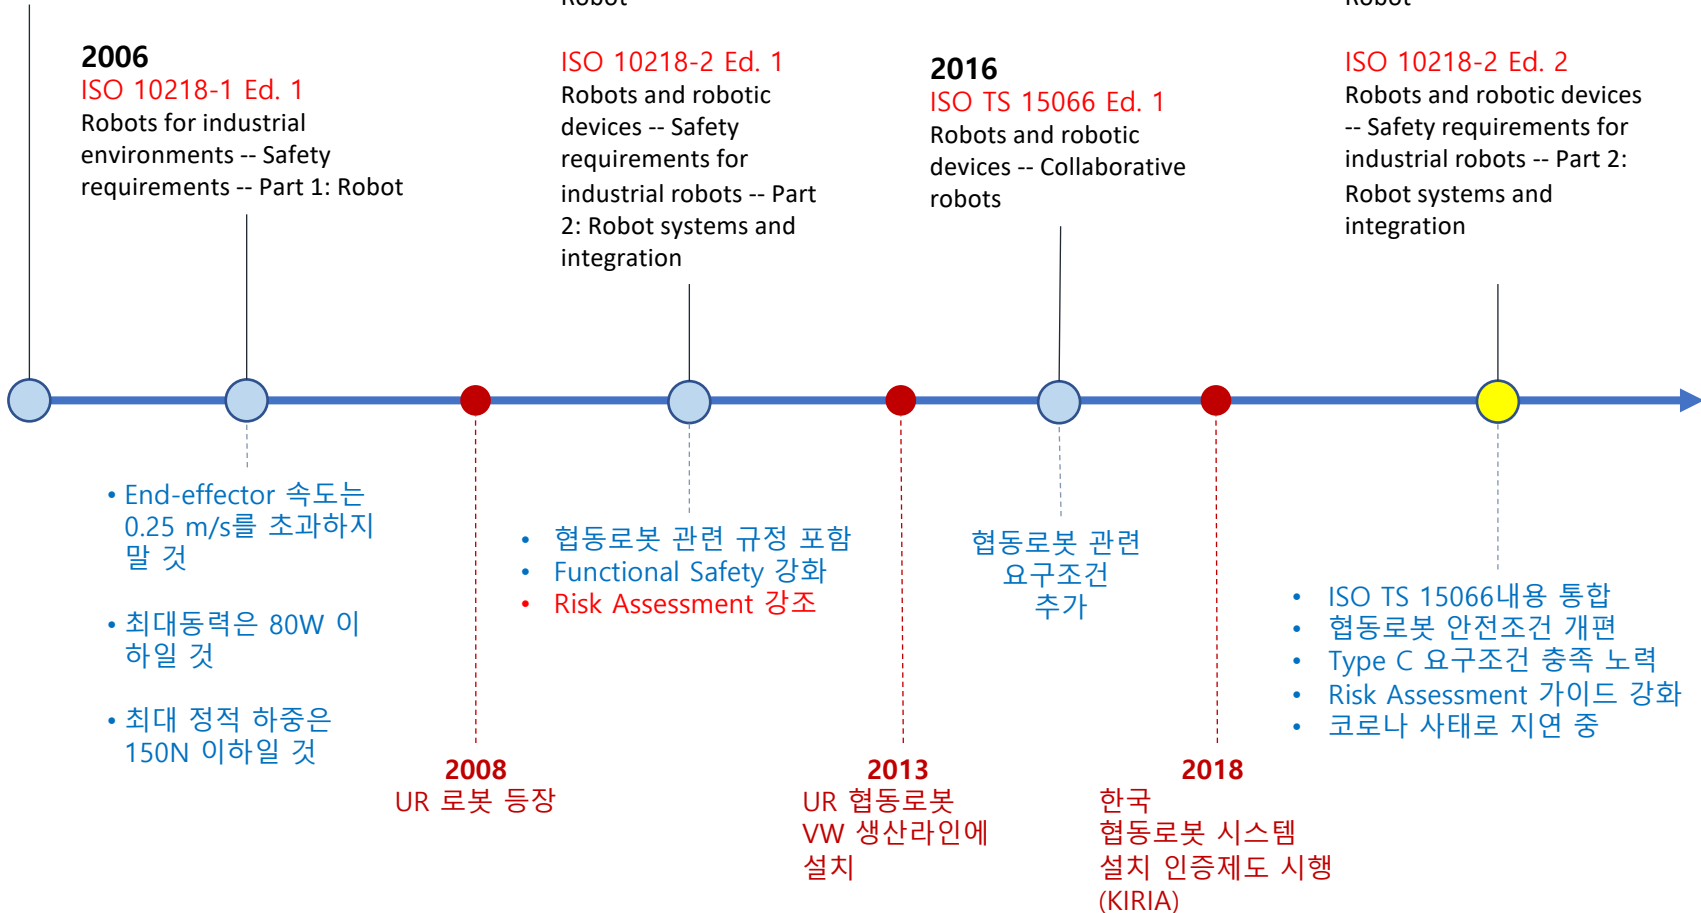 Robot
Robot
2006
ISO 10218-1 Ed. 1
Robots for industrial
environments -- Safety
requirements -- Part 1: Robot
ISO 10218-2 Ed. 1
Robots and robotic
devices -- Safety
requirements for
industrial robots -- Part
2: Robot systems and
integration
2016
ISO TS 15066 Ed. 1
Robots and robotic
devices -- Collaborative
robots
ISO 10218-2 Ed. 2
Robots and robotic devices
-- Safety requirements for
industrial robots -- Part 2:
Robot systems and
integration
• End-effector 속도는
0.25 m/s를 초과하지
말 것
• 최대동력은 80W 이
하일 것
• 최대 정적 하중은
150N 이하일 것
• 협동로봇 관련 규정 포함
• Functional Safety 강화
• Risk Assessment 강조
협동로봇 관련
요구조건
추가
• ISO TS 15066내용 통합
• 협동로봇 안전조건 개편
• Type C 요구조건 충족 노력
• Risk Assessment 가이드 강화
• 코로나 사태로 지연 중
2008
UR 로봇 등장
2013
UR 협동로봇
VW 생산라인에
설치
2018
한국
협동로봇 시스템
설치 인증제도 시행
(KIRIA)